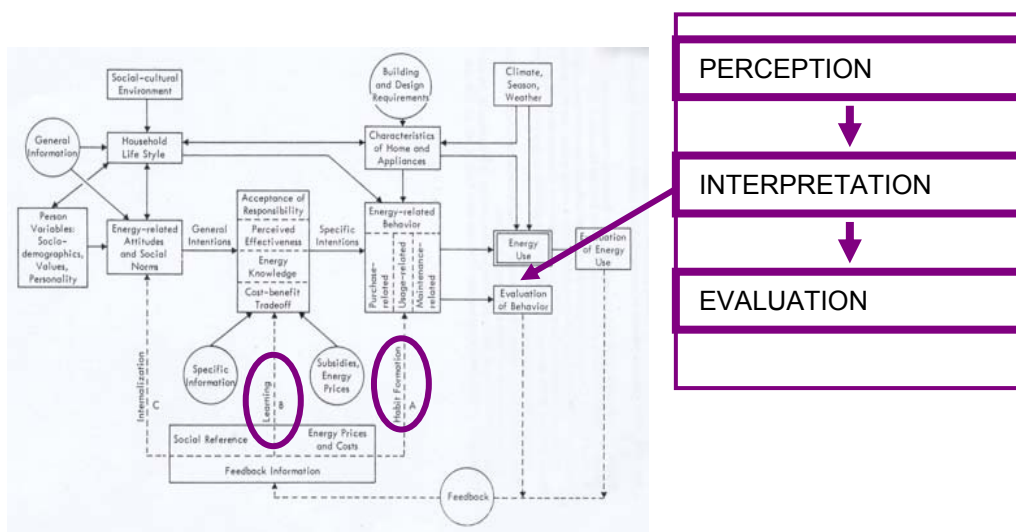 Social-cultural
Environment
Building
and Design
Requirements
Climate,
Season,
Weather
General
Information
Household
Life Style
Characteristics
of Home and
Appliances
Person
Variables:
Socio-
demographics,
Values,
Personality
Energy-related
Attitudes
and Social
Norms
General
Intentions
Acceptance of
Responsibility
Perceived
Effectiveness
Energy
Knowledge
Cost-benefit
Tradeoff
Specific
Intentions
Energy-related
Behavior
Purchase-
related
Usage-related
Maintenance-
related
Energy
Use
Evaluation
of Energy
Use
Evaluation
of Behavior
Specific
Information
Subsidies,
Energy
Prices
Internalization
C
Learning
B
Habit Formation
A
Social Reference
Energy Prices
and Costs
Feedback Information
Feedback
PERCEPTION
INTERPRETATION
EVALUATION